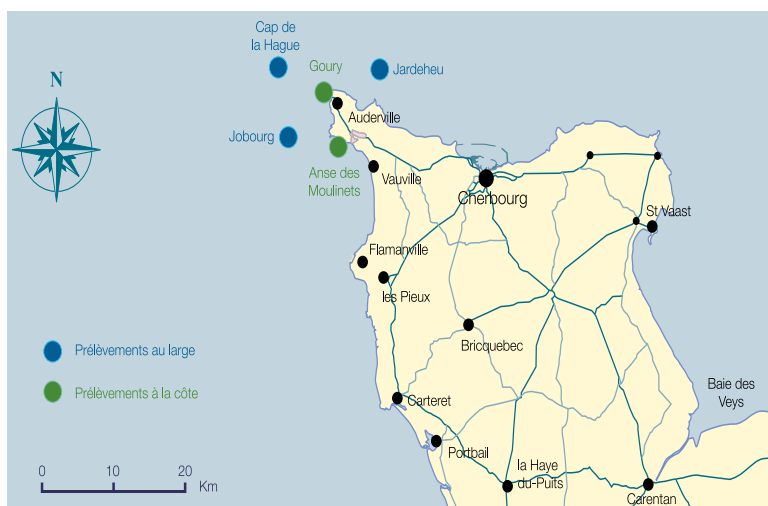 Cap de
la Hague
Goury
Jardeheu
N
Auderville
Jobourg
Anse des
Moulinets
Vauville
Cherbourg
St Vaast
Flamanville
les Pieux
Prélèvements au large
Bricquebec
Prélèvements à la côte
Baie des
Veys
Carteret
Portbail
la Haye
du-Puits
0 10 20
Km
Carentan